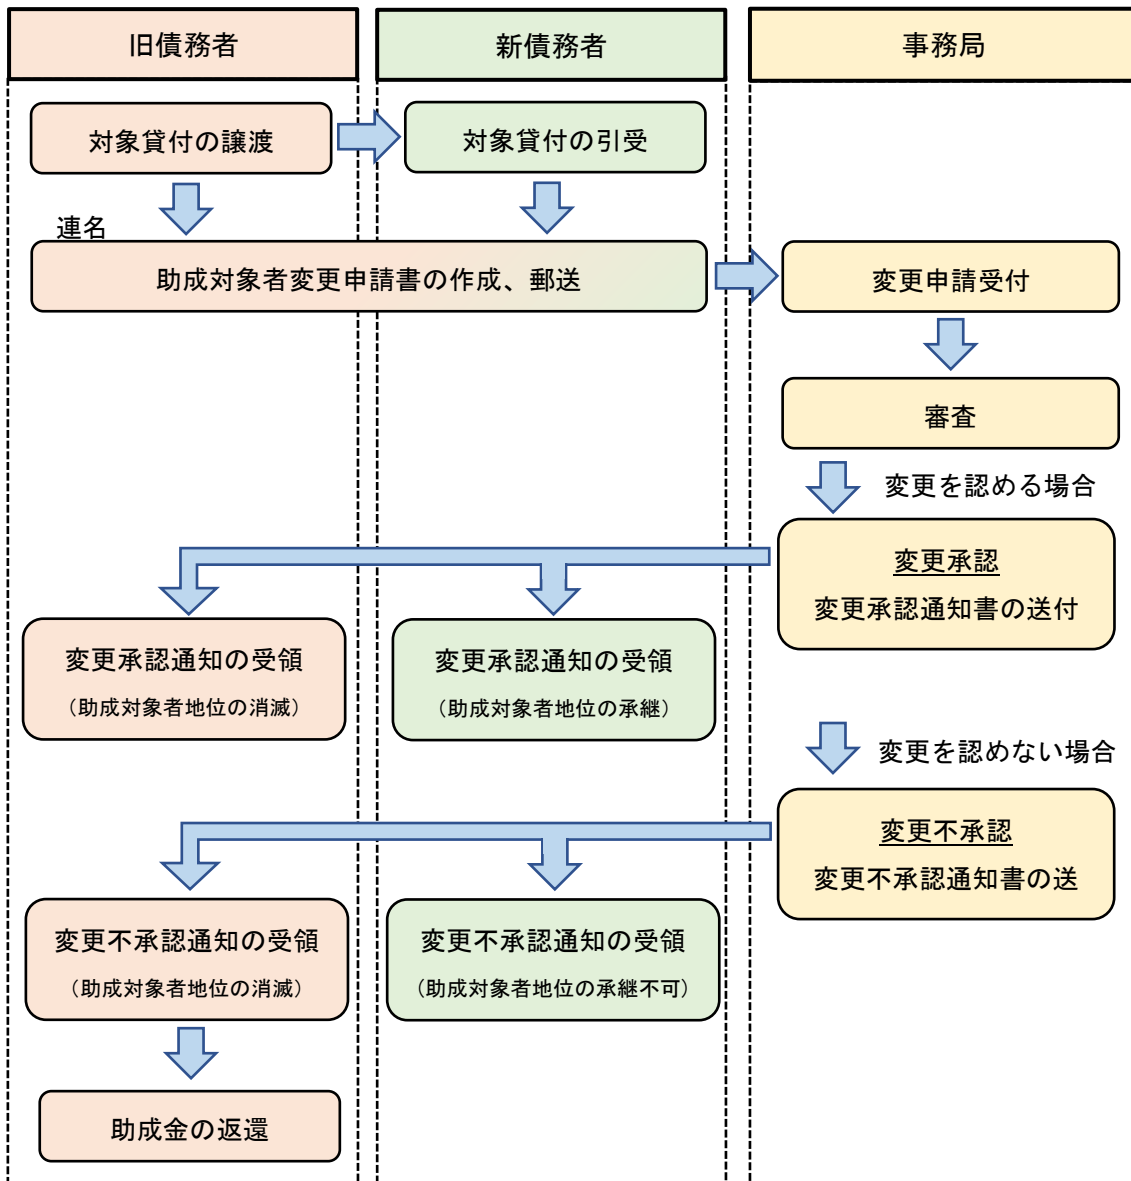 旧債務者
新債務者
事務局
対象貸付の譲渡
対象貸付の引受
連名
助成対象者変更申請書の作成、郵送
変更申請受付
審査
変更を認める場合
変更承認
変更承認通知書の送付
変更承認通知の受領
（助成対象者地位の消滅）
変更承認通知の受領
（助成対象者地位の承継）
変更を認めない場合
変更不承認
変更不承認通知書の送
変更不承認通知の受領
（助成対象者地位の消滅）
変更不承認通知の受領
（助成対象者地位の承継不可）
助成金の返還